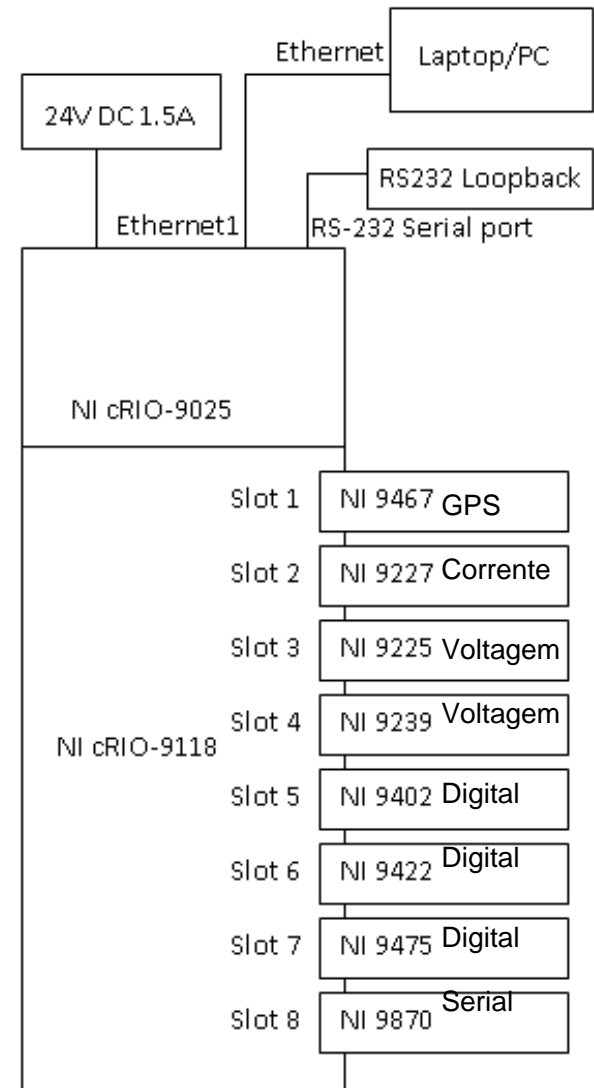 Ethernet
Laptop/PC
24V DC 1.5A
RS232 Loopback
Ethernet1
RS-232 Serial port
NI cRIO-9025
Slot 1 NI 9467 GPS
Slot 2 NI 9227 Corrente
Slot 3 NI 9225 Voltagem
Slot 4 NI 9239 Voltagem
NI cRIO-9118
Slot 5 NI 9402 Digital
Slot 6 NI 9422 Digital
Slot 7 NI 9475 Digital
Slot 8 NI 9870 Serial